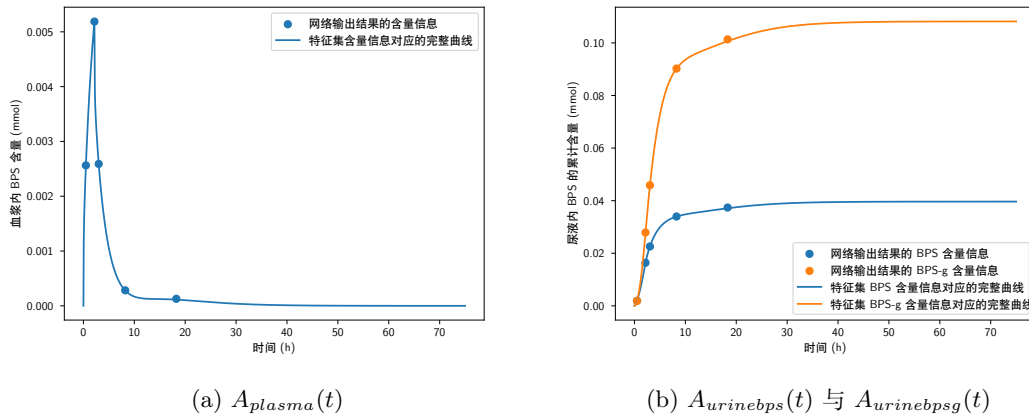 网络输出结果的含量信息
特征集含量信息对应的完整曲线
血浆内 BPS 含量 (mmol)
0.005
0.004
0.003
0.002
0.001
0.000
0
10
20
30
40
50
60
70
时间 (h)
(a) A_{plasma}(t)
尿液内 BPS 的累计含量 (mmol)
0.10
0.08
0.06
0.04
0.02
0.00
网络输出结果的 BPS 含量信息
网络输出结果的 BPS-g 含量信息
特征集 BPS 含量信息对应的完整曲线
特征集 BPS-g 含量信息对应的完整曲线
0
10
20
30
40
50
60
70
时间 (h)
(b) A_{urinebps}(t) 与 A_{urinebpsg}(t)